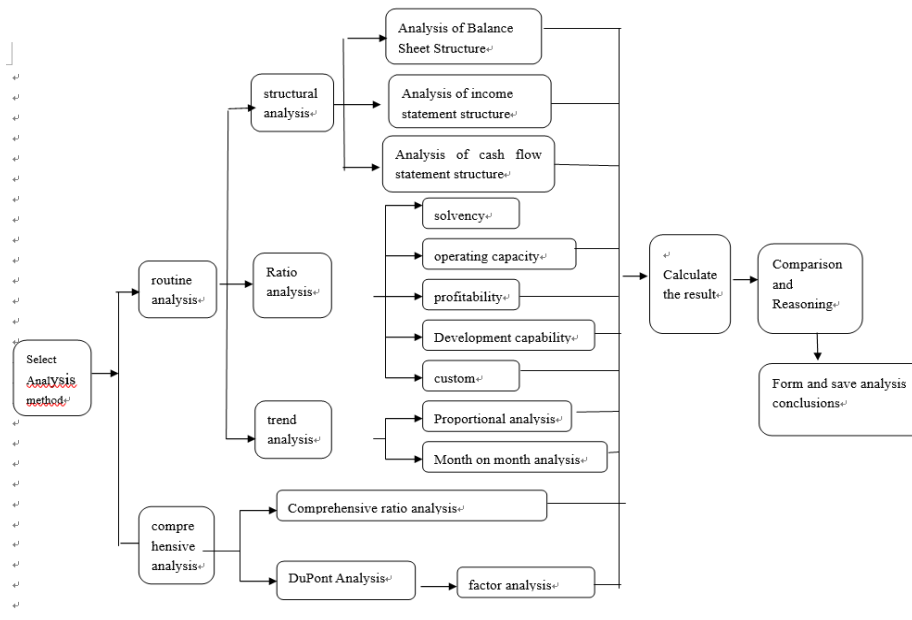 Analysis of Balance
Sheet Structure
structural
analysis
Analysis of income
statement structure
Analysis of cash flow
statement structure
solvency
operating capacity
routine
analysis
Ratio
analysis
profitability
Development capability
custom
Calculate
the result
Comparison
and
Reasoning
Select
Analysis
method
trend
analysis
Proportional analysis
Month on month analysis
Form and save analysis
conclusions
compre
hensive
analysis
Comprehensive ratio analysis
DuPont Analysis
factor analysis